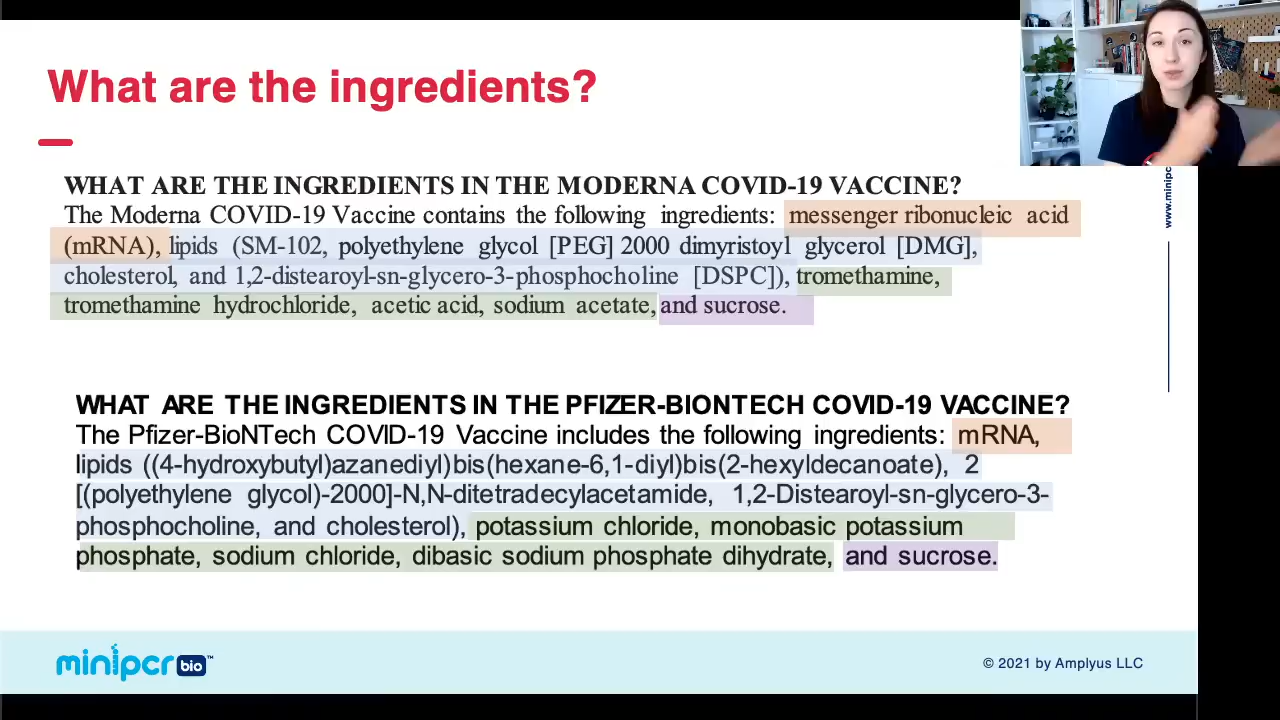 What are the ingredients?
WHAT ARE THE INGREDIENTS IN THE MODERNA COVID-19 VACCINE?
The Moderna COVID-19 Vaccine contains the following ingredients: messenger ribonucleic acid
(mRNA), lipids (SM-102, polyethylene glycol [PEG] 2000 dimyristoyl glycerol [DMG],
cholesterol, and 1,2-distearoyl-sn-glycero-3-phosphocholine [DSPC]), tromethamine,
tromethamine hydrochloride, acetic acid, sodium acetate, and sucrose.
www.minipc
WHAT ARE THE INGREDIENTS IN THE PFIZER-BIONTECH COVID-19 VACCINE?
The Pfizer-BioNTech COVID-19 Vaccine includes the following ingredients: mRNA,
lipids ((4-hydroxybutyl)azanediyl)bis(hexane-6,1-diyl)bis(2-hexyldecanoate), 2
[(polyethylene glycol)-2000]-N,N-ditetradecylacetamide, 1,2-Distearoyl-sn-glycero-3-
phosphocholine, and cholesterol), potassium chloride, monobasic potassium
phosphate, sodium chloride, dibasic sodium phosphate dihydrate, and sucrose.
minipcr bio™
© 2021 by Amplyus LLC